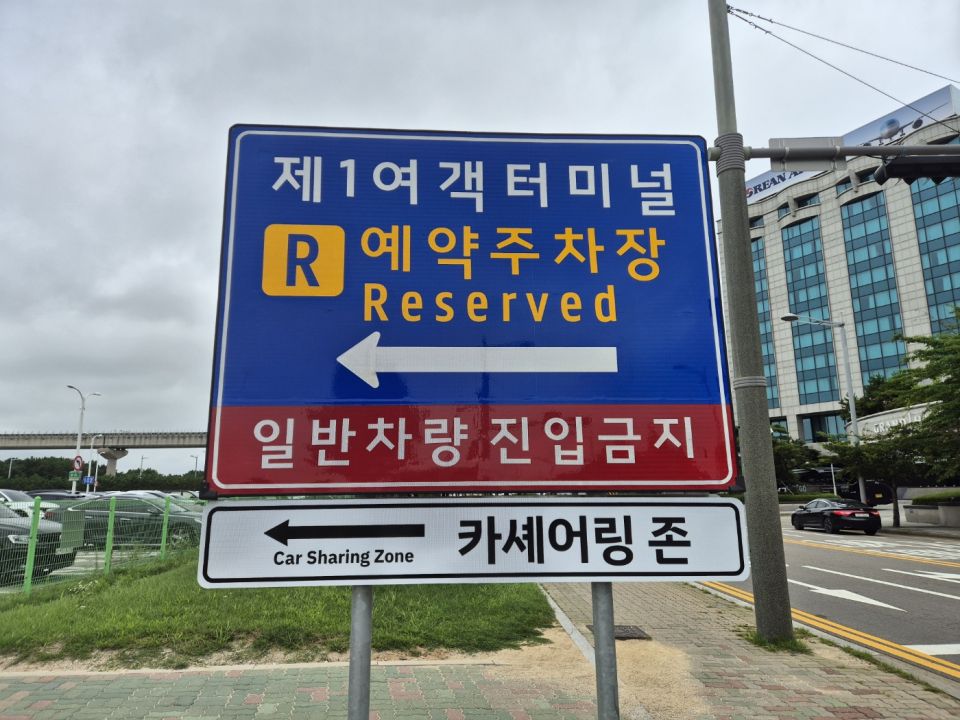 제1여객터미널
R 예약주차장
Reserved
일반차량 진입금지
Car Sharing Zone
카셰어링 존